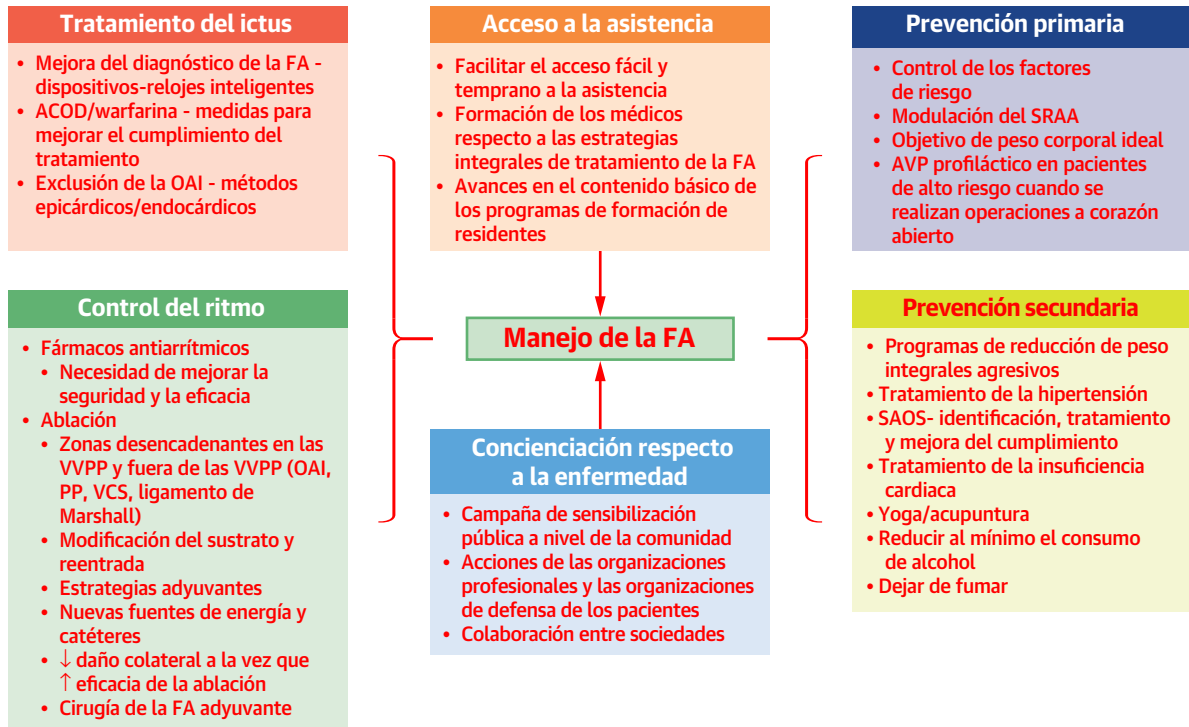 Tratamiento del ictus
• Mejora del diagnóstico de la FA -
dispositivos-relojes inteligentes
• ACOD/warfarina - medidas para
mejorar el cumplimiento del
tratamiento
• Exclusión de la OAI - métodos
epicárdicos/endocárdicos
Acceso a la asistencia
• Facilitar el acceso fácil y
temprano a la asistencia
• Formación de los médicos
respecto a las estrategias
integrales de tratamiento de la FA
• Avances en el contenido básico de
los programas de formación de
residentes
Prevención primaria
• Control de los factores
de riesgo
• Modulación del SRAA
• Objetivo de peso corporal ideal
• AVP profiláctico en pacientes
de alto riesgo cuando se
realizan operaciones a corazón
abierto
Control del ritmo
• Fármacos antiarrítmicos
• Necesidad de mejorar la
seguridad y la eficacia
• Ablación
• Zonas desencadenantes en las
VVPP y fuera de las VVPP (OAI,
PP, VCS, ligamento de
Marshall)
• Modificación del sustrato y
reentrada
• Estrategias adyuvantes
• Nuevas fuentes de energía y
catéteres
• ↓ daño colateral a la vez que
↑ eficacia de la ablación
• Cirugía de la FA adyuvante
Manejo de la FA
Concienciación respecto
a la enfermedad
• Campaña de sensibilización
pública a nivel de la comunidad
• Acciones de las organizaciones
profesionales y las organizaciones
de defensa de los pacientes
• Colaboración entre sociedades
Prevención secundaria
• Programas de reducción de peso
integrales agresivos
• Tratamiento de la hipertensión
• SAOS- identificación, tratamiento
y mejora del cumplimiento
• Tratamiento de la insuficiencia
cardiaca
• Yoga/acupuntura
• Reducir al mínimo el consumo
de alcohol
• Dejar de fumar